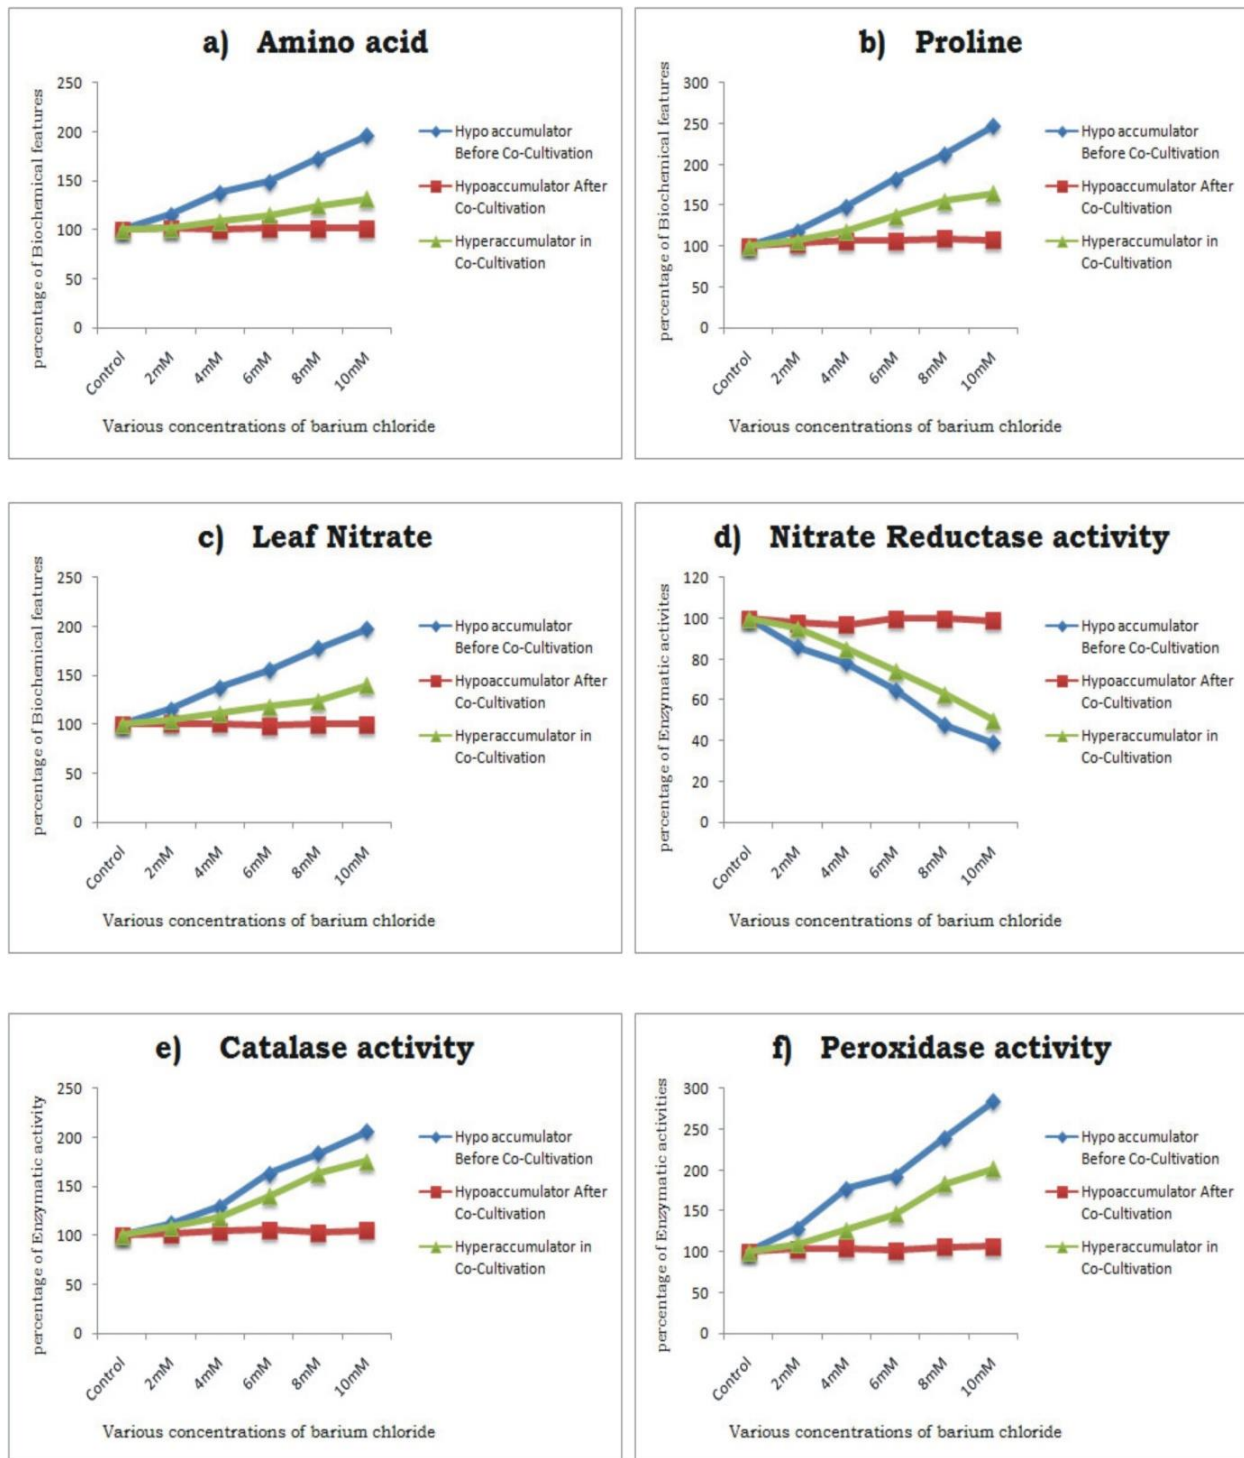 a) Amino acid
percentage of Biochemical features
250
200
150
100
50
0
Control
2mM
4mM
6mM
8mM
10mM
Various concentrations of barium chloride
Hypo accumulator
Before Co-Cultivation
Hypoaccumulator After
Co-Cultivation
Hyperaccumulator in
Co-Cultivation
b) Proline
percentage of Biochemical features
300
250
200
150
100
50
0
Control
2mM
4mM
6mM
8mM
10mM
Various concentrations of barium chloride
Hypo accumulator
Before Co-Cultivation
Hypoaccumulator After
Co-Cultivation
Hyperaccumulator in
Co-Cultivation
c) Leaf Nitrate
percentage of Biochemical features
250
200
150
100
50
0
Control
2mM
4mM
6mM
8mM
10mM
Various concentrations of barium chloride
Hypo accumulator
Before Co-Cultivation
Hypoaccumulator After
Co-Cultivation
Hyperaccumulator in
Co-Cultivation
d) Nitrate Reductase activity
percentage of Enzymatic activites
120
100
80
60
40
20
0
Control
2mM
4mM
6mM
8mM
10mM
Various concentrations of barium chloride
Hypo accumulator
Before Co-Cultivation
Hypoaccumulator After
Co-Cultivation
Hyperaccumulator in
Co-Cultivation
e) Catalase activity
percentage of Enzymatic activity
250
200
150
100
50
0
Control
2mM
4mM
6mM
8mM
10mM
Various concentrations of barium chloride
Hypo accumulator
Before Co-Cultivation
Hypoaccumulator After
Co-Cultivation
Hyperaccumulator in
Co-Cultivation
f) Peroxidase activity
percentage of Enzymatic activities
300
250
200
150
100
50
0
Control
2mM
4mM
6mM
8mM
10mM
Various concentrations of barium chloride
Hypo accumulator
Before Co-Cultivation
Hypoaccumulator After
Co-Cultivation
Hyperaccumulator in
Co-Cultivation